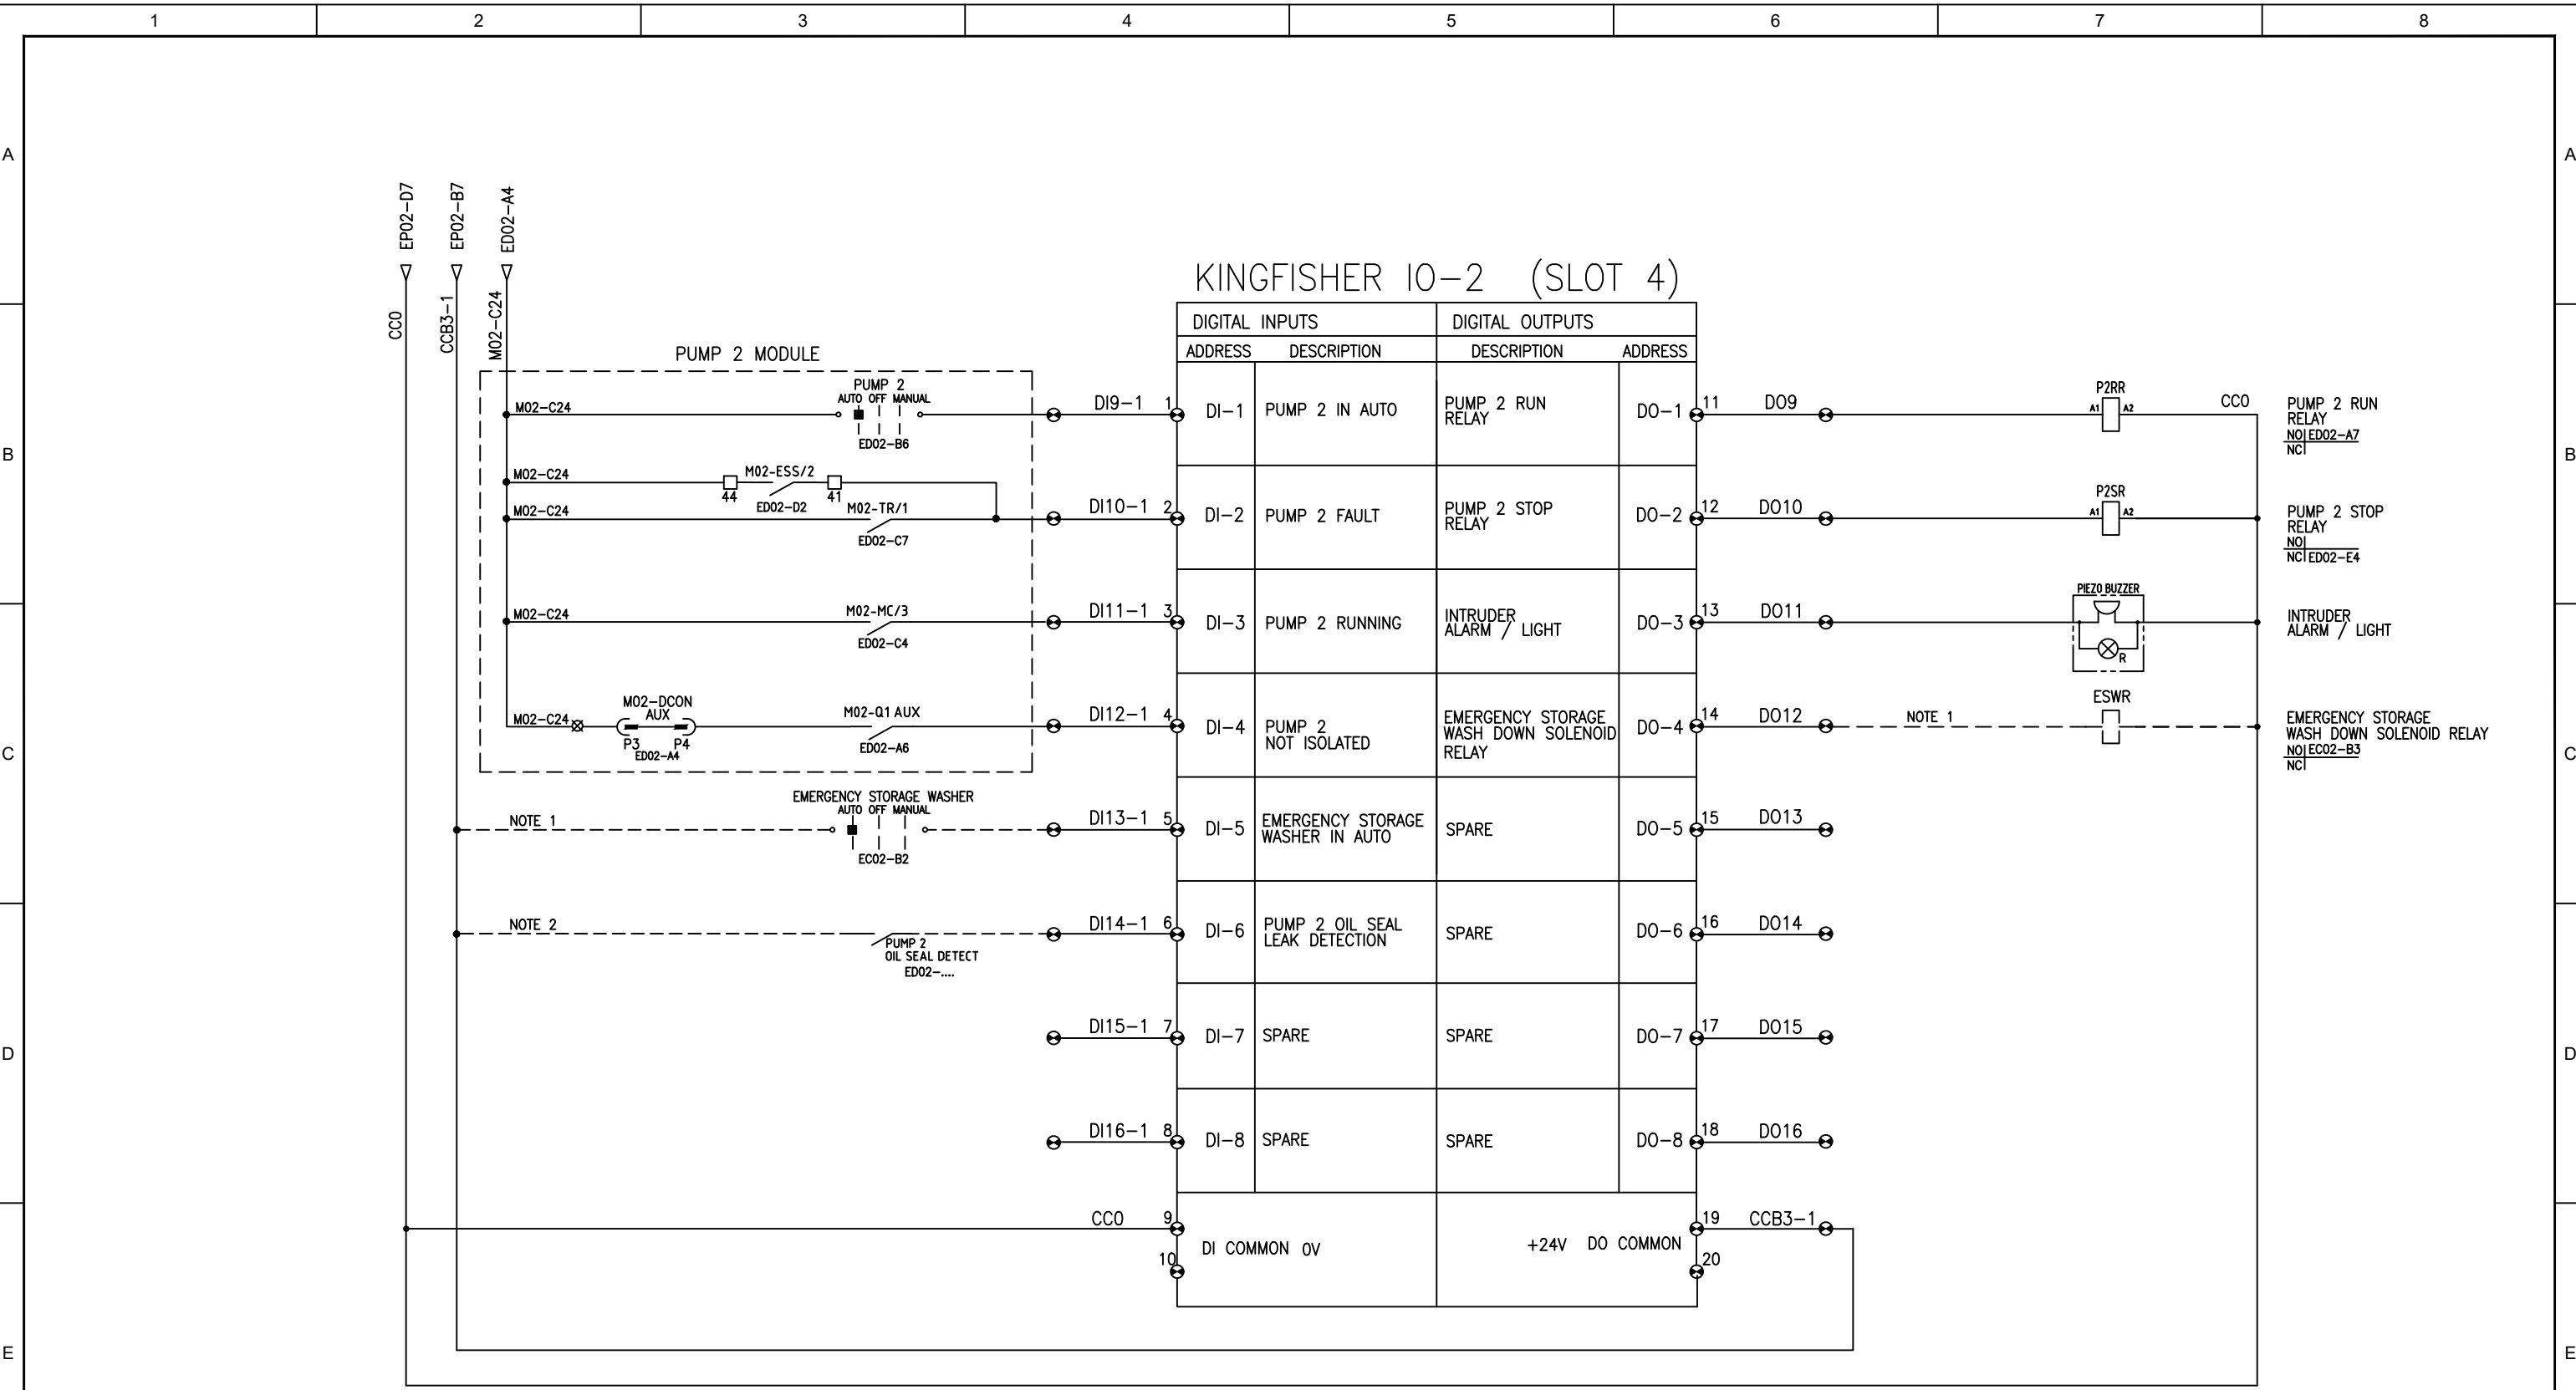 1 2 3 4 5 6 7 8
A A
EP02-D7
EP02-B7
ED02-A4
CC0
CCB3-1
M02-C24
KINGFISHER IO-2 (SLOT 4)
DIGITAL INPUTS DIGITAL OUTPUTS
ADDRESS DESCRIPTION DESCRIPTION ADDRESS
PUMP 2 MODULE
B B
M02-C24
PUMP 2
AUTO OFF MANUAL
ED02-B6
DI9-1 1
DI-1 PUMP 2 IN AUTO
PUMP 2 RUN
RELAY
DO-1 11 DO9
P2RR
A1 A2
CC0
PUMP 2 RUN
RELAY
NO ED02-A7
NC
M02-C24
44
M02-ESS/2
41
ED02-D2
M02-C24
M02-TR/1
ED02-C7
DI10-1 2
DI-2 PUMP 2 FAULT
PUMP 2 STOP
RELAY
DO-2 12 DO10
P2SR
A1 A2
PUMP 2 STOP
RELAY
NO
NC ED02-E4
M02-C24
M02-MC/3
ED02-C4
DI11-1 3
DI-3 PUMP 2 RUNNING
INTRUDER
ALARM / LIGHT
DO-3 13 DO11
PIEZO BUZZER
R
INTRUDER
ALARM / LIGHT
C C
M02-C24
M02-DCON
AUX
P3 P4
ED02-A4
M02-Q1 AUX
ED02-A6
DI12-1 4
DI-4 PUMP 2
NOT ISOLATED
EMERGENCY STORAGE
WASH DOWN SOLENOID
RELAY
DO-4 14 DO12
NOTE 1
ESWR
EMERGENCY STORAGE
WASH DOWN SOLENOID RELAY
NO EC02-B3
NC
NOTE 1
EMERGENCY STORAGE WASHER
AUTO OFF MANUAL
EC02-B2
DI13-1 5
DI-5 EMERGENCY STORAGE
WASHER IN AUTO
SPARE
DO-5 15 DO13
NOTE 2
PUMP 2
OIL SEAL DETECT
ED02-....
DI14-1 6
DI-6 PUMP 2 OIL SEAL
LEAK DETECTION
SPARE
DO-6 16 DO14
D D
DI15-1 7
DI-7 SPARE SPARE DO-7 17 DO15
DI16-1 8
DI-8 SPARE SPARE DO-8 18 DO16
CC0 9
10
DI COMMON 0V
+24V DO COMMON
19 CCB3-1
20
E E